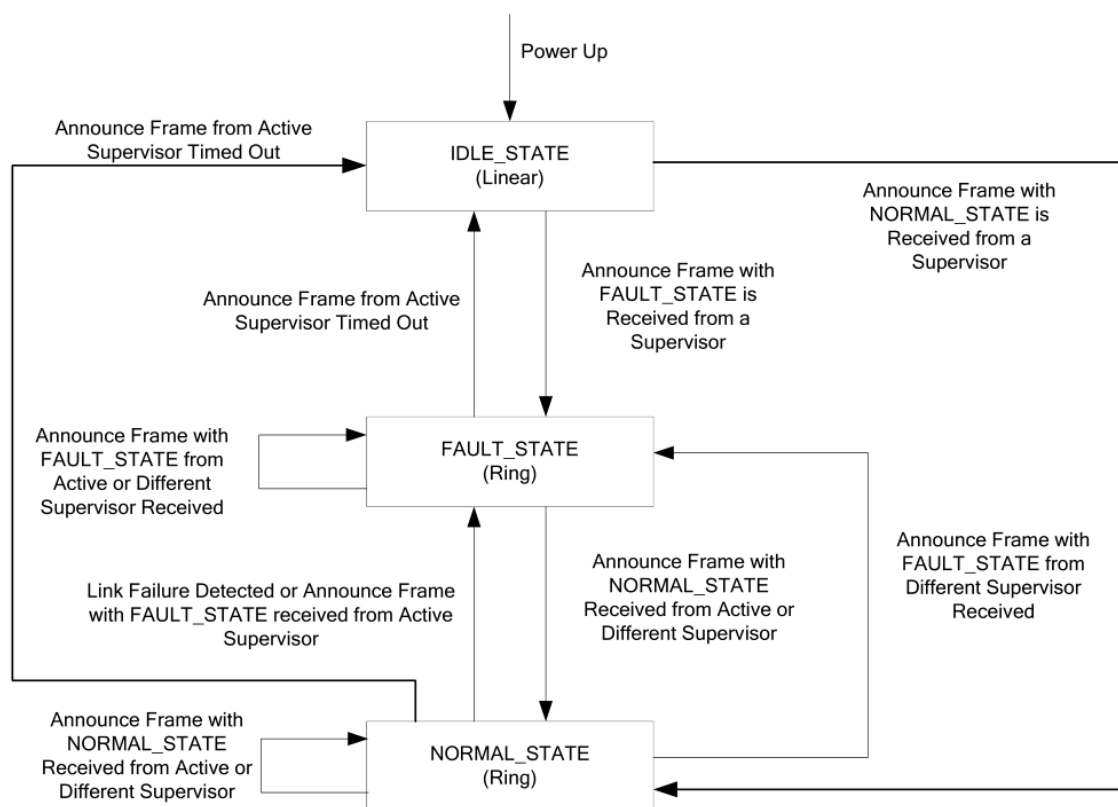 Power Up
Announce Frame from Active
Supervisor Timed Out
IDLE_STATE
(Linear)
Announce Frame with
NORMAL_STATE is
Received from a
Supervisor
Announce Frame from Active
Supervisor Timed Out
Announce Frame with
FAULT_STATE is
Received from a
Supervisor
Announce Frame with
FAULT_STATE from
Active or Different
Supervisor Received
FAULT_STATE
(Ring)
Link Failure Detected or Announce Frame
with FAULT_STATE received from Active
Supervisor
Announce Frame with
NORMAL_STATE
Received from Active or
Different Supervisor
Announce Frame with
FAULT_STATE from
Different Supervisor
Received
Announce Frame with
NORMAL_STATE
Received from Active or
Different Supervisor
NORMAL_STATE
(Ring)